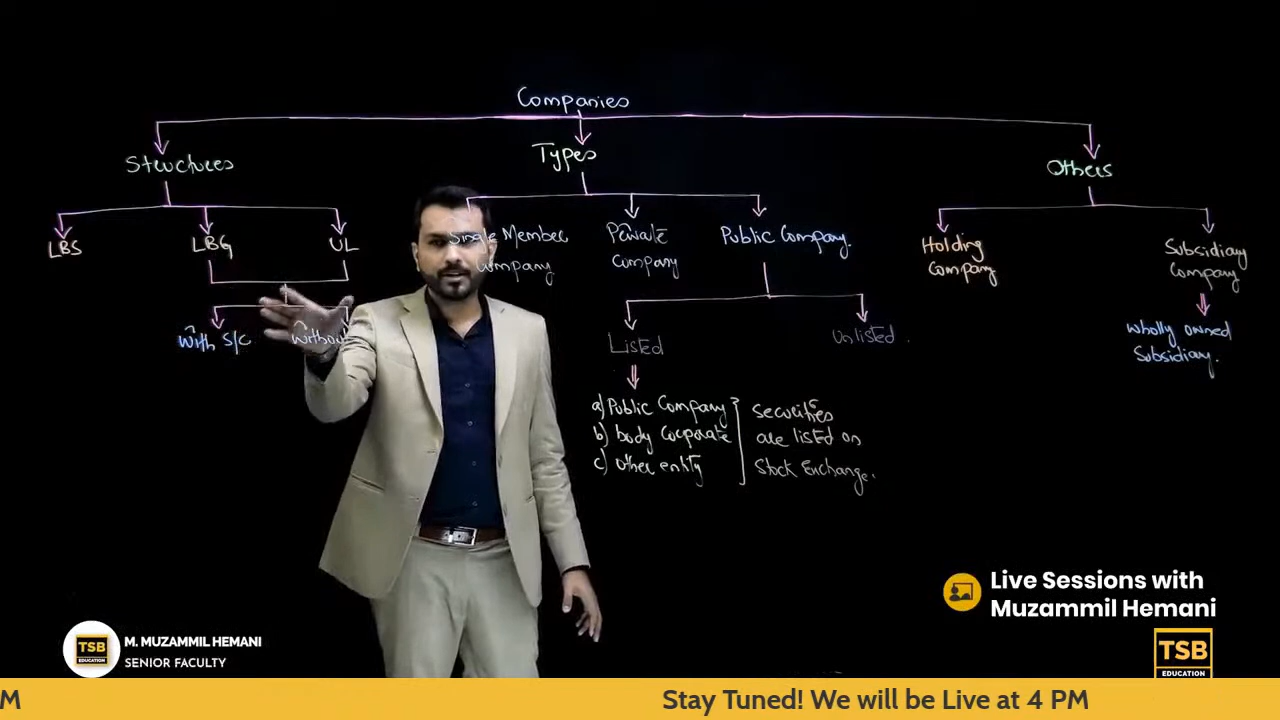 Companies
Structures
Types
Others
LBS
LBG
UL
Single Member
Company
Private
Company
Public Company.
Holding
Company
Subsidiary
Company
with S/C
without
Listed
Unlisted.
wholly owned
Subsidiary.
a) Public Company
b) body Corporate
c) other entity
securities
are listed on
Stock Exchange.
Live Sessions with
Muzammil Hemani
TSB
EDUCATION
M. MUZAMMIL HEMANI
SENIOR FACULTY
TSB
EDUCATION
M
Stay Tuned! We will be Live at 4 PM